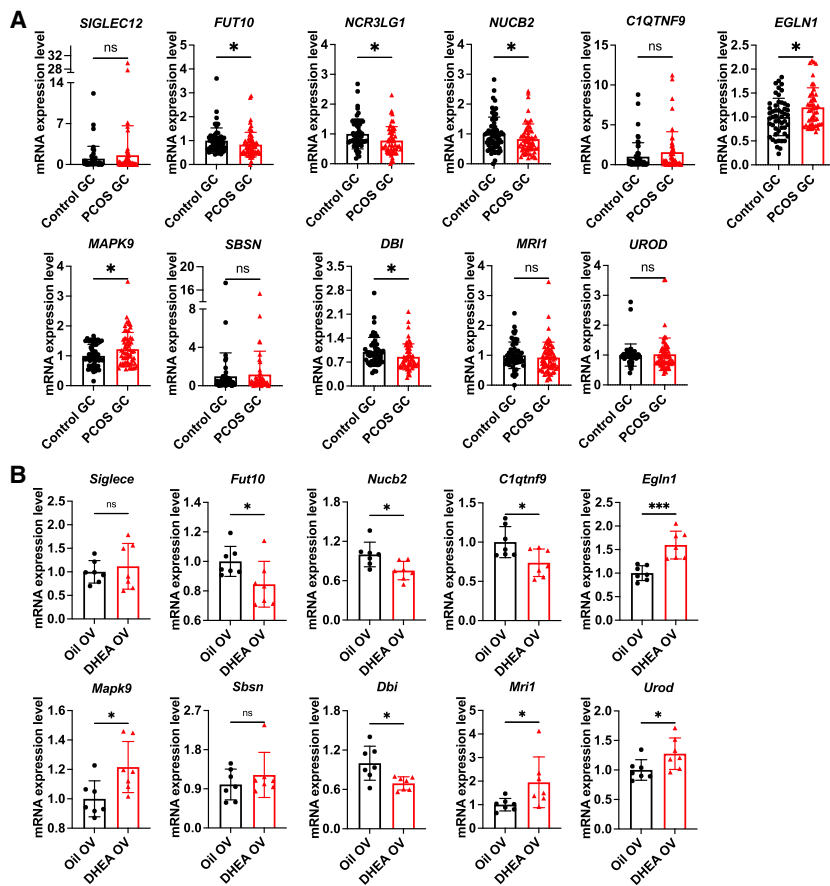 A
SIGLEC12 FUT10 NCR3LG1 NUCB2 C1QTNF9 EGLN1
mRNA expression level
32
28
14
7
0
ns
Control GC
PCOS GC
mRNA expression level
5
4
3
2
1
0
*
Control GC
PCOS GC
mRNA expression level
4
3
2
1
0
*
Control GC
PCOS GC
mRNA expression level
4
3
2
1
0
*
Control GC
PCOS GC
mRNA expression level
15
10
5
0
ns
Control GC
PCOS GC
mRNA expression level
2.5
2.0
1.5
1.0
0.5
0.0
*
Control GC
PCOS GC
MAPK9 SBSN DBI MRI1 UROD
mRNA expression level
4
3
2
1
0
*
Control GC
PCOS GC
mRNA expression level
20
16
8
4
0
ns
Control GC
PCOS GC
mRNA expression level
3.5
2.8
2.1
1.4
0.7
0.0
*
Control GC
PCOS GC
mRNA expression level
4
3
2
1
0
ns
Control GC
PCOS GC
mRNA expression level
4
3
2
1
0
ns
Control GC
PCOS GC
B
Siglece Fut10 Nucb2 C1qtnf9 Egln1
mRNA expression level
2.5
2.0
1.5
1.0
0.5
0.0
ns
Oil OV
DHEA OV
mRNA expression level
1.4
1.2
1.0
0.8
0.6
*
Oil OV
DHEA OV
mRNA expression level
1.8
1.2
0.6
0.0
*
Oil OV
DHEA OV
mRNA expression level
1.5
1.0
0.5
0.0
*
Oil OV
DHEA OV
mRNA expression level
2.5
2.0
1.5
1.0
0.5
0.0
***
Oil OV
DHEA OV
Mapk9 Sbsn Dbi Mri1 Urod
mRNA expression level
1.6
1.4
1.2
1.0
0.8
*
Oil OV
DHEA OV
mRNA expression level
2.7
1.8
0.9
0.0
ns
Oil OV
DHEA OV
mRNA expression level
2.0
1.5
1.0
0.5
0.0
*
Oil OV
DHEA OV
mRNA expression level
5
4
3
2
1
0
*
Oil OV
DHEA OV
mRNA expression level
2.0
1.5
1.0
0.5
0.0
*
Oil OV
DHEA OV